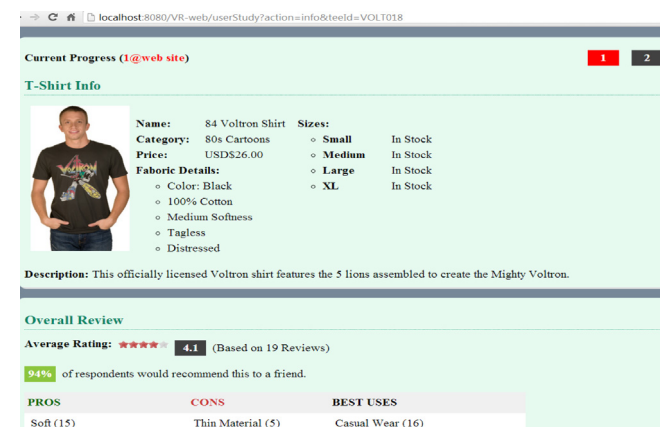 localhost:8080/VR-web/userStudy?action=info&teeId=VOLT018
Current Progress (1@web site)
1 2
T-Shirt Info
Name: 84 Voltron Shirt
Category: 80s Cartoons
Price: USD$26.00
Faboric Details:
Color: Black
100% Cotton
Medium Softness
Tagless
Distressed
Sizes:
Small In Stock
Medium In Stock
Large In Stock
XL In Stock
VOLTRON
Description: This officially licensed Voltron shirt features the 5 lions assembled to create the Mighty Voltron.
Overall Review
Average Rating: 4.1 (Based on 19 Reviews)
94% of respondents would recommend this to a friend.
PROS CONS BEST USES
Soft (15) Thin Material (5) Casual Wear (16)